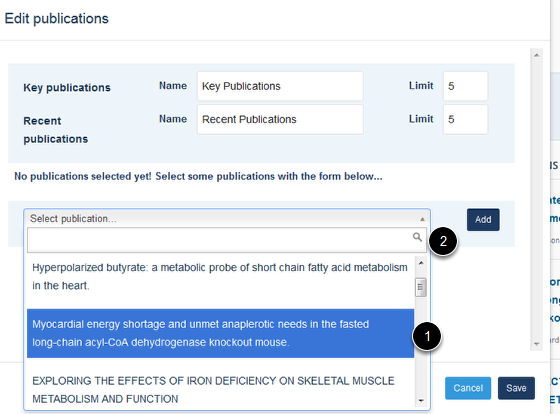 Edit publications
Key publications Name Key Publications Limit 5
Recent publications Name Recent Publications Limit 5
No publications selected yet! Select some publications with the form below...
Select publication...
Add
2
Hyperpolarized butyrate: a metabolic probe of short chain fatty acid metabolism
in the heart.
Myocardial energy shortage and unmet anaplerotic needs in the fasted
long-chain acyl-CoA dehydrogenase knockout mouse.
1
EXPLORING THE EFFECTS OF IRON DEFICIENCY ON SKELETAL MUSCLE
METABOLISM AND FUNCTION
Cancel
Save